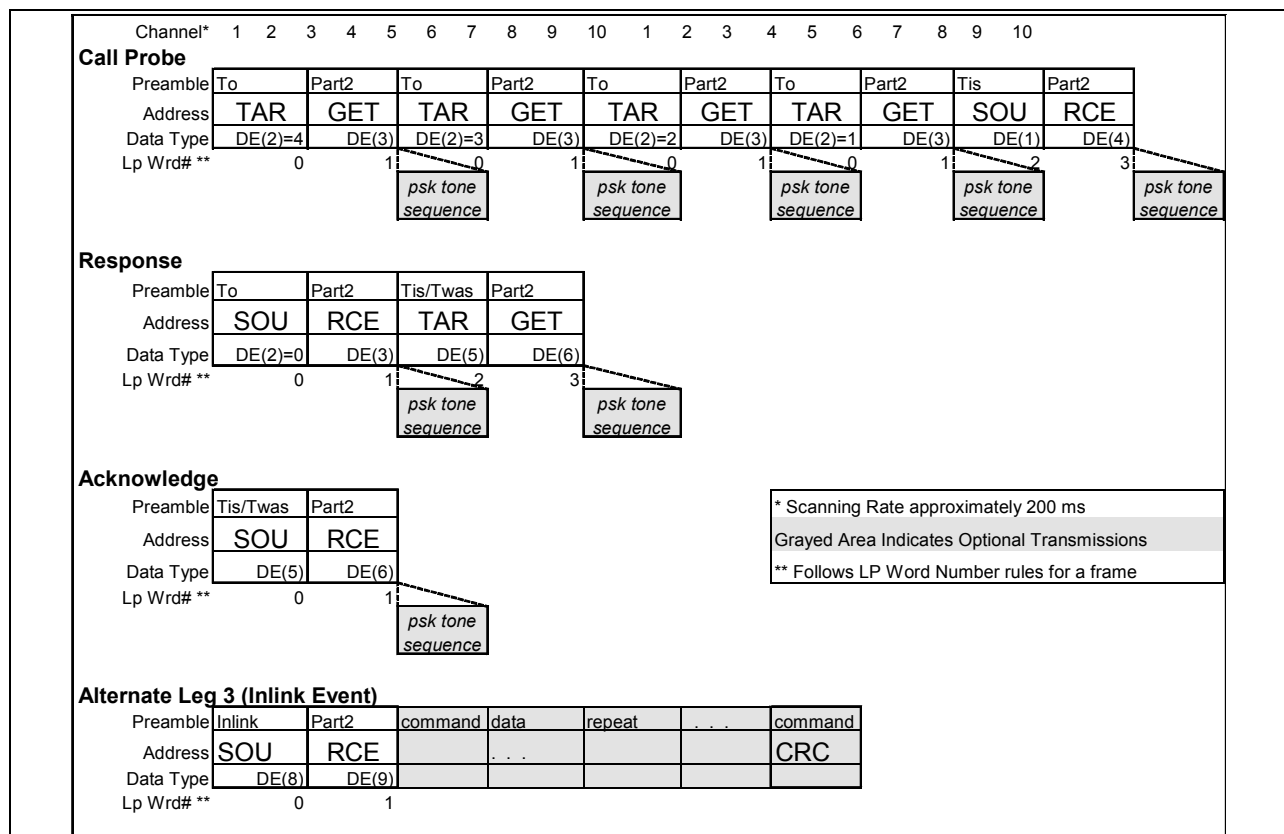 Channel* 1 2 3 4 5 6 7 8 9 10 1 2 3 4 5 6 7 8 9 10
Call Probe
Preamble To Part2 To Part2 To Part2 To Part2 Tis Part2
Address TAR GET TAR GET TAR GET TAR GET SOU RCE
Data Type DE(2)=4 DE(3) DE(2)=3 DE(3) DE(2)=2 DE(3) DE(2)=1 DE(3) DE(1) DE(4)
Lp Wrd# ** 0 1 0 1 0 1 0 1 2 3
psk tone psk tone psk tone psk tone psk tone
sequence sequence sequence sequence sequence
Response
Preamble To Part2 Tis/Twas Part2
Address SOU RCE TAR GET
Data Type DE(2)=0 DE(3) DE(5) DE(6)
Lp Wrd# ** 0 1 2 3
psk tone psk tone
sequence sequence
Acknowledge
Preamble Tis/Twas Part2
Address SOU RCE
Data Type DE(5) DE(6)
Lp Wrd# ** 0 1
psk tone
sequence
* Scanning Rate approximately 200 ms
Grayed Area Indicates Optional Transmissions
** Follows LP Word Number rules for a frame
Alternate Leg 3 (Inlink Event)
Preamble Inlink Part2 command data repeat . . . command
Address SOU RCE . . . CRC
Data Type DE(8) DE(9)
Lp Wrd# ** 0 1